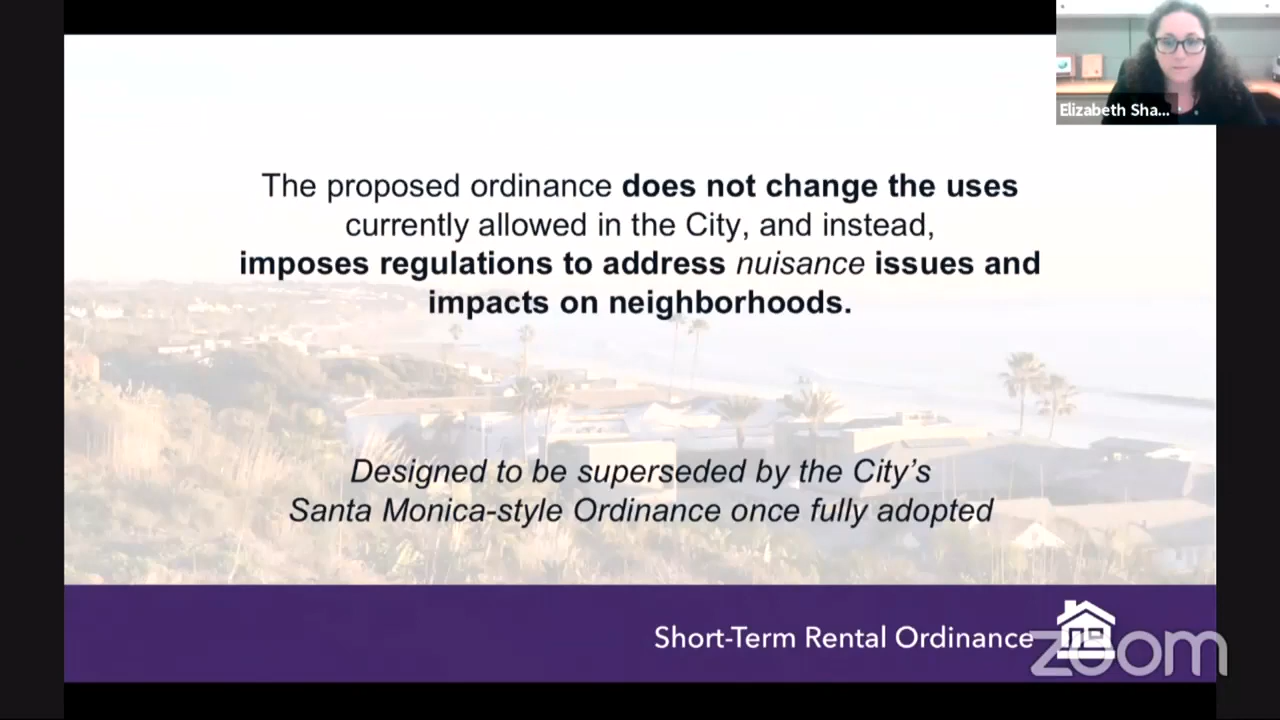 Elizabeth Sha...
The proposed ordinance does not change the uses
currently allowed in the City, and instead,
imposes regulations to address nuisance issues and
impacts on neighborhoods.
Designed to be superseded by the City’s
Santa Monica-style Ordinance once fully adopted
Short-Term Rental Ordinance
zoom